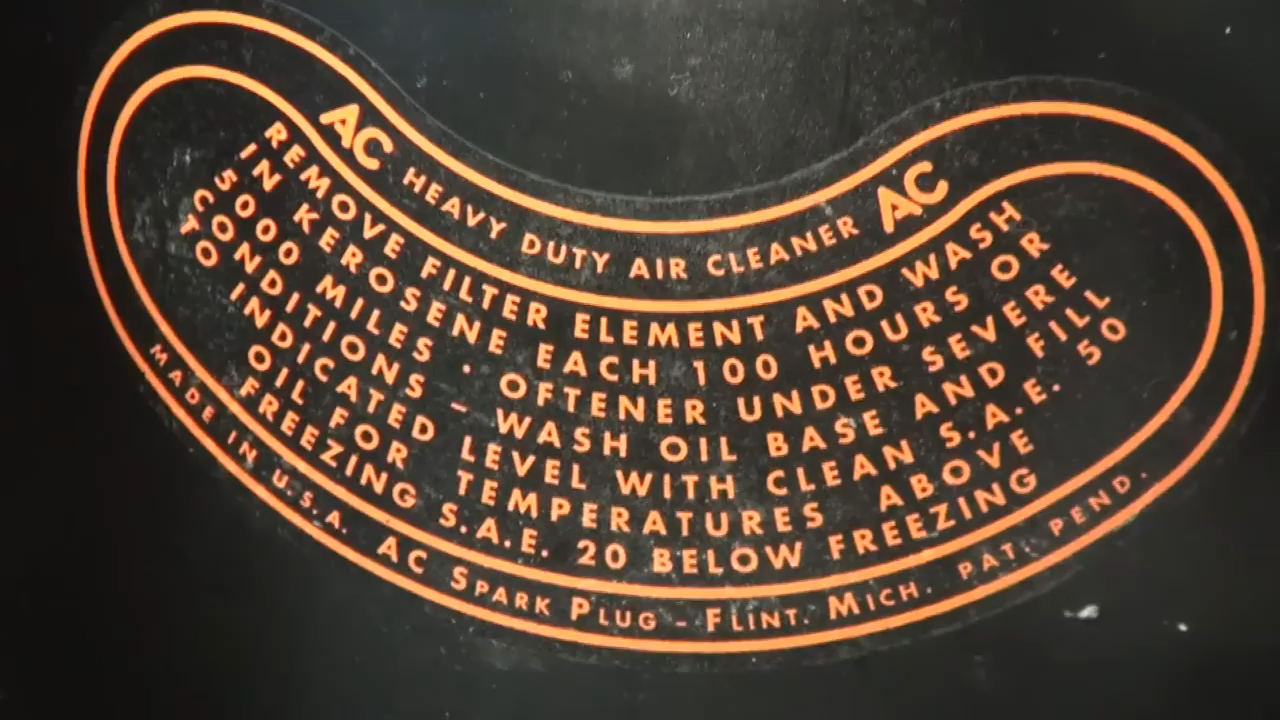 AC HEAVY DUTY AIR CLEANER AC
REMOVE FILTER ELEMENT AND WASH
IN KEROSENE EACH 100 HOURS OR
5000 MILES · OFTENER UNDER SEVERE
CONDITIONS - WASH OIL BASE AND FILL
TO INDICATED LEVEL WITH CLEAN S.A.E. 50
OIL FOR TEMPERATURES ABOVE
FREEZING S.A.E. 20 BELOW FREEZING
MADE IN U.S.A. AC SPARK PLUG - FLINT. MICH. PAT. PEND.